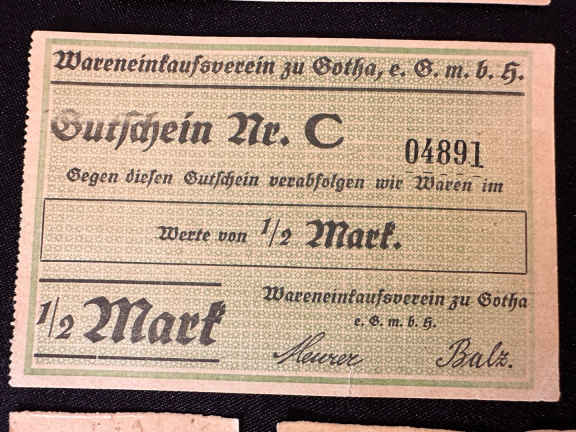 Wareneinkaufsverein zu Gotha, e. G. m. b. H.
Gutschein Nr. C 04891
Gegen diesen Gutschein verabfolgen wir Waren im
Werte von 1/2 Mark.
1/2 Mark
Wareneinkaufsverein zu Gotha
e. G. m. b. H.
Meurer Balz.